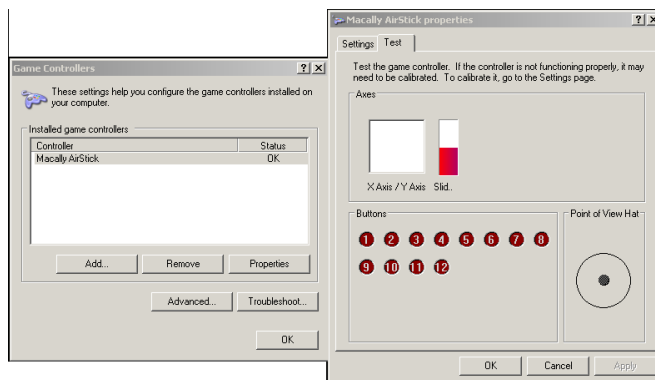 Game Controllers
These settings help you configure the game controllers installed on
your computer.
Installed game controllers
Controller Status
Macally AirStick OK
Add... Remove Properties
Advanced... Troubleshoot...
OK
Macally AirStick properties
Settings Test
Test the game controller. If the controller is not functioning properly, it may
need to be calibrated. To calibrate it, go to the Settings page.
Axes
X Axis / Y Axis Slid..
Buttons
1 2 3 4 5 6 7 8
9 10 11 12
Point of View Hat
OK Cancel Apply